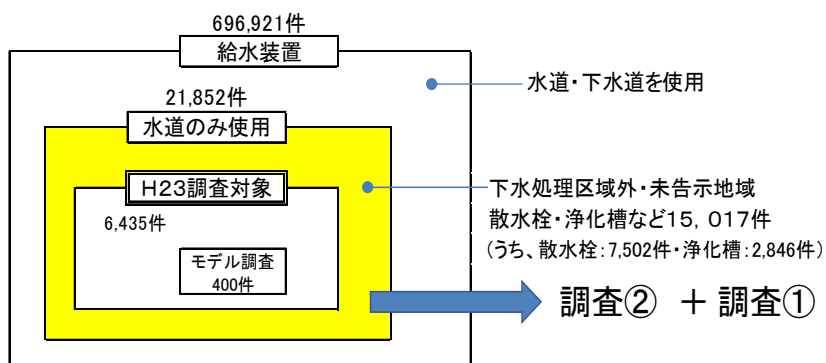 696,921件
給水装置
水道・下水道を使用
21,852件
水道のみ使用
H23調査対象
6,435件
モデル調査
400件
下水処理区域外・未告示地域
散水栓・浄化槽など15，017件
（うち、散水栓：7,502件・浄化槽：2,846件）
調査② ＋ 調査①